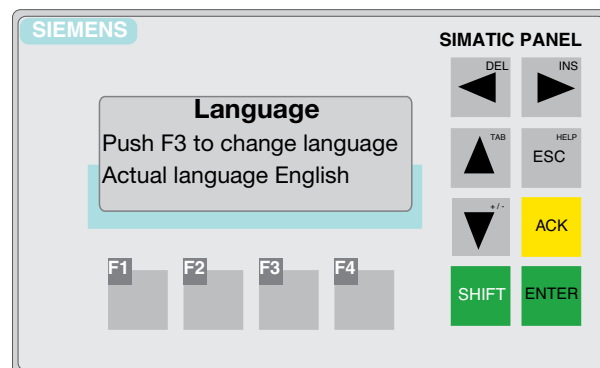 SIEMENS
SIMATIC PANEL
DEL
INS
Language
Push F3 to change language
Actual language English
TAB
HELP
ESC
+ / -
ACK
F1
F2
F3
F4
SHIFT
ENTER